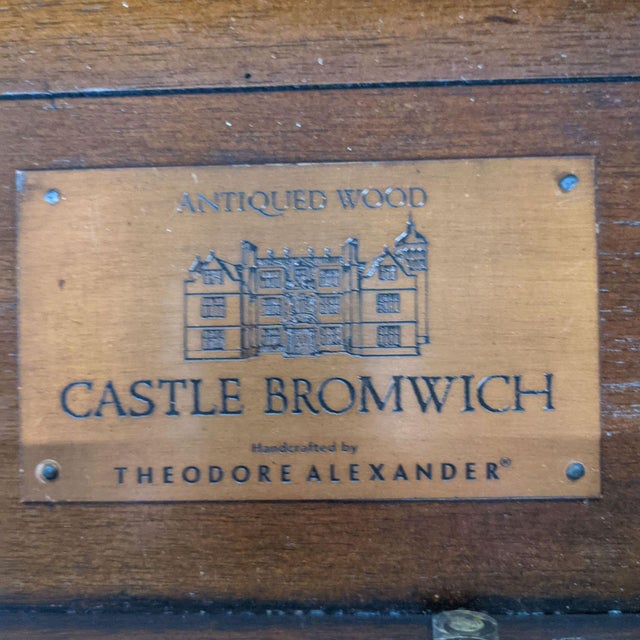 ANTIQUED WOOD
CASTLE BROMWICH
Handcrafted by
THEODORE ALEXANDER®